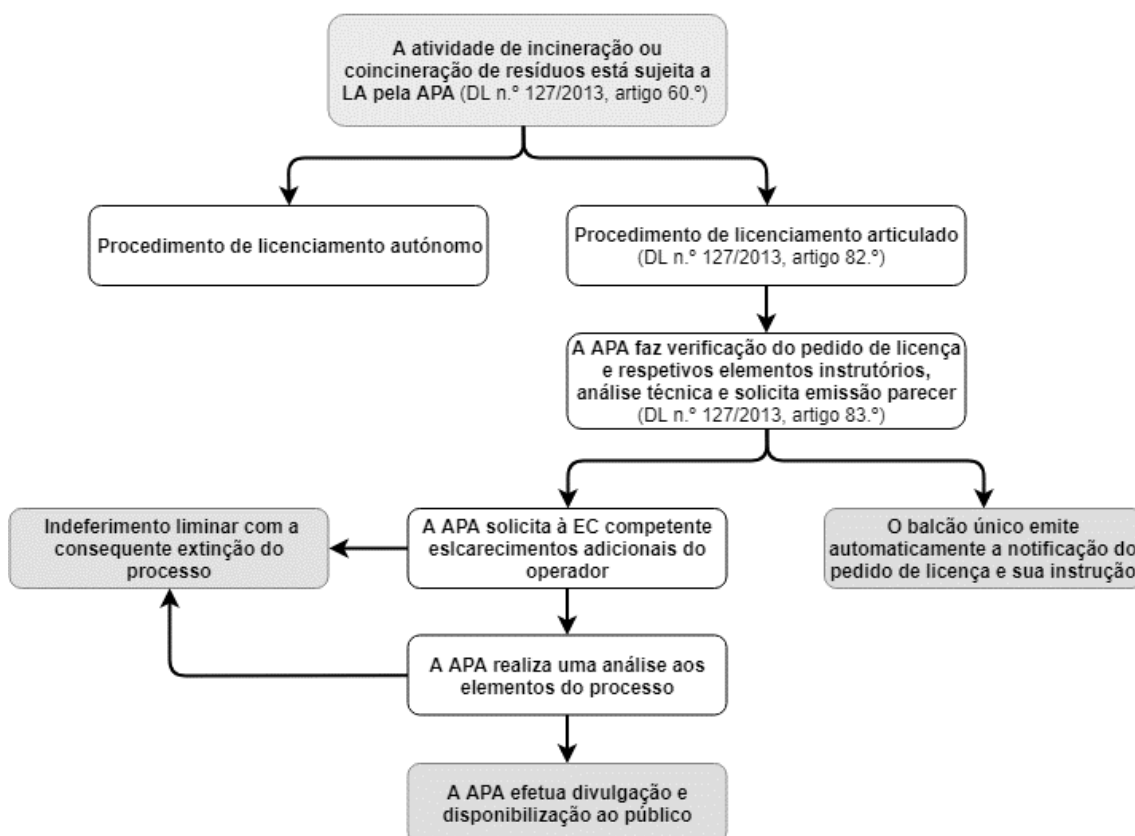 A atividade de incineração ou
coincineração de resíduos está sujeita a
LA pela APA (DL n.º 127/2013, artigo 60.º)
Procedimento de licenciamento autónomo
Procedimento de licenciamento articulado
(DL n.º 127/2013, artigo 82.º)
A APA faz verificação do pedido de licença
e respetivos elementos instrutórios,
análise técnica e solicita emissão parecer
(DL n.º 127/2013, artigo 83.º)
Indeferimento liminar com a
consequente extinção do
processo
A APA solicita à EC competente
eslcarecimentos adicionais do
operador
O balcão único emite
automaticamente a notificação do
pedido de licença e sua instrução
A APA realiza uma análise aos
elementos do processo
A APA efetua divulgação e
disponibilização ao público